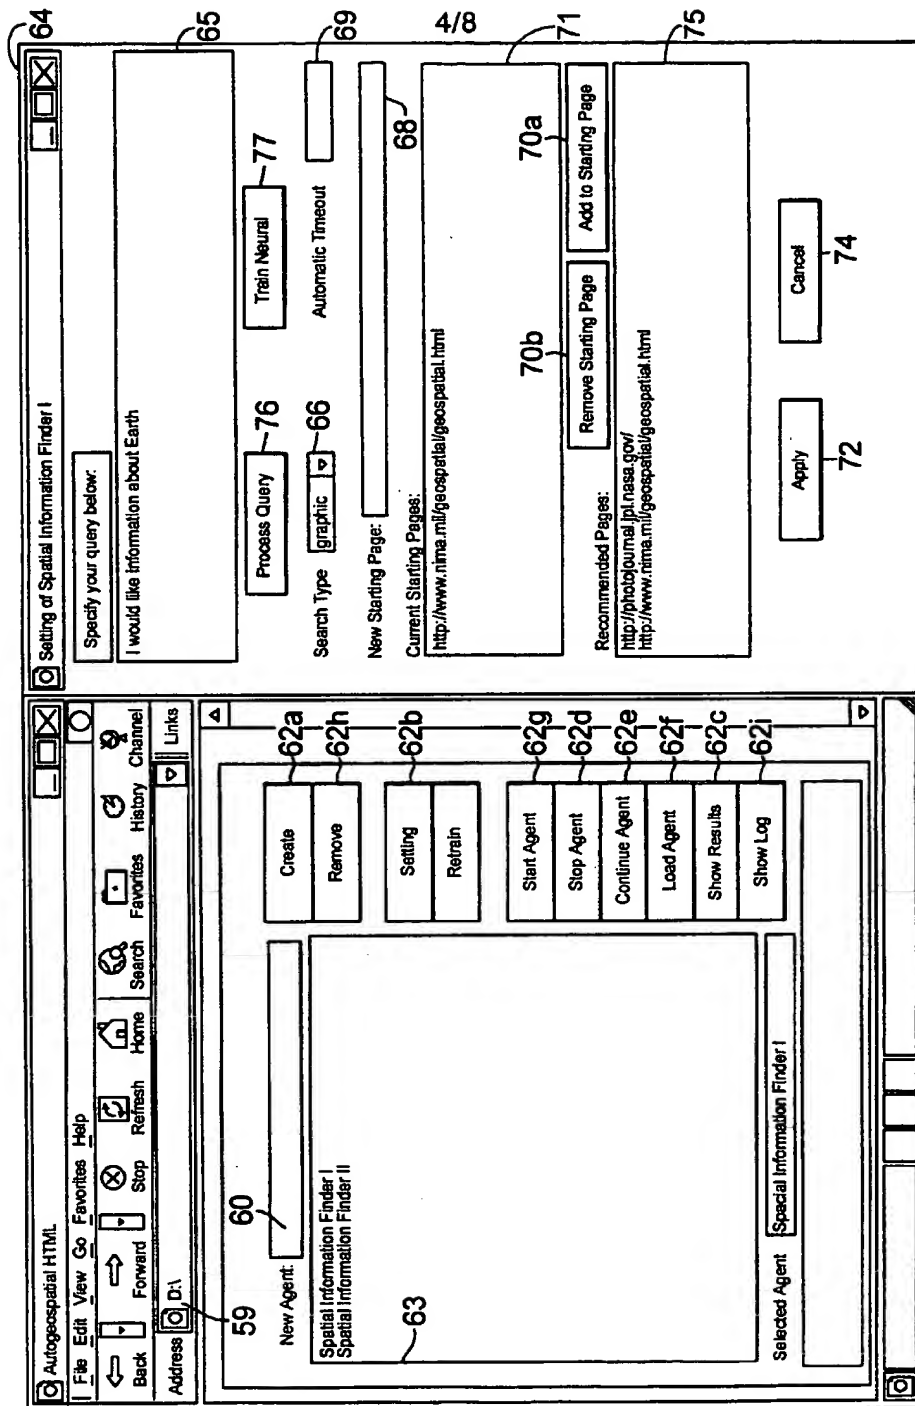 4/8
Autogeospatial HTML
File Edit View Go Favorites Help
Back Forward Stop Refresh Home Search Favorites History Channel
Address D:\ Links
59
New Agent:
60
Create 62a
Remove 62h
Setting 62b
Retrain
Start Agent 62g
Stop Agent 62d
Continue Agent 62e
Load Agent 62f
Show Results 62c
Show Log 62i
63
Spatial Information Finder I
Spatial Information Finder II
Selected Agent Spacial Information Finder I
64
Setting of Spatial Information Finder I
Specify your query below:
65
I would like information about Earth
Process Query 76
Train Neural 77
Search Type graphic 66
Automatic Timeout 69
New Starting Page: 68
Current Starting Pages:
http://www.nima.mil/geospatial/geospatial.html
71
Remove Starting Page 70b
Add to Starting Page 70a
Recommended Pages:
http://photojournal.jpl.nasa.gov/
http://www.nima.mil/geospatial/geospatial.html
75
Apply 72
Cancel 74